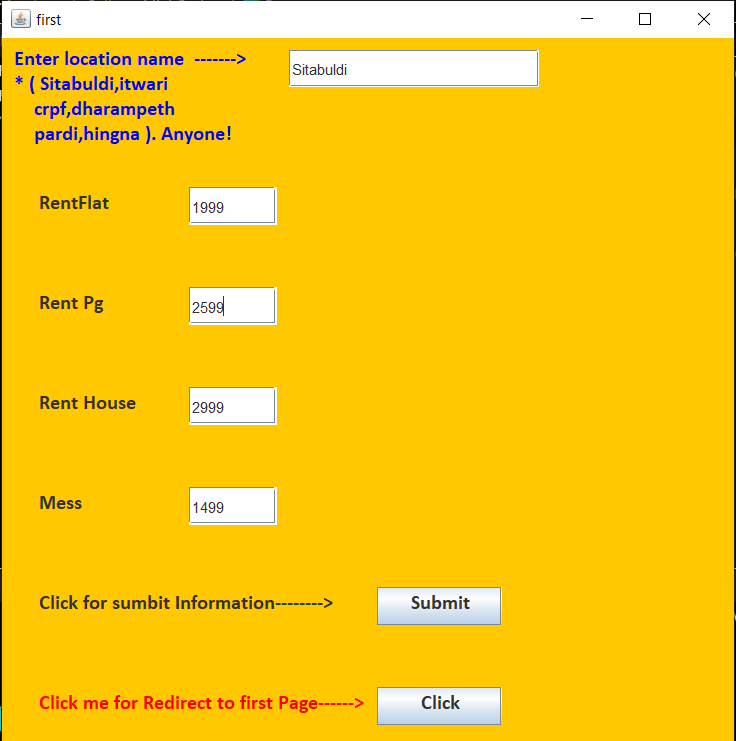 first
Enter location name ------->
Sitabuldi
* ( Sitabuldi,itwari
crpf,dharampeth
pardi,hingna ). Anyone!
RentFlat
1999
Rent Pg
2599
Rent House
2999
Mess
1499
Click for sumbit Information-------->
Submit
Click me for Redirect to first Page------>
Click